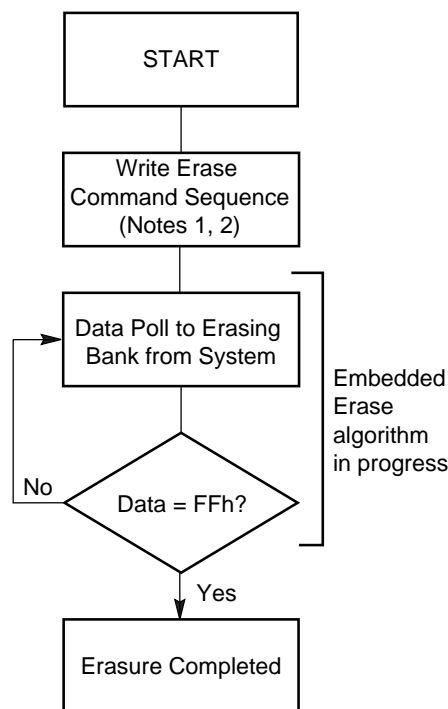 START
Write Erase
Command Sequence
(Notes 1, 2)
Data Poll to Erasing
Bank from System
Embedded
Erase
algorithm
in progress
No
Data = FFh?
Yes
Erasure Completed